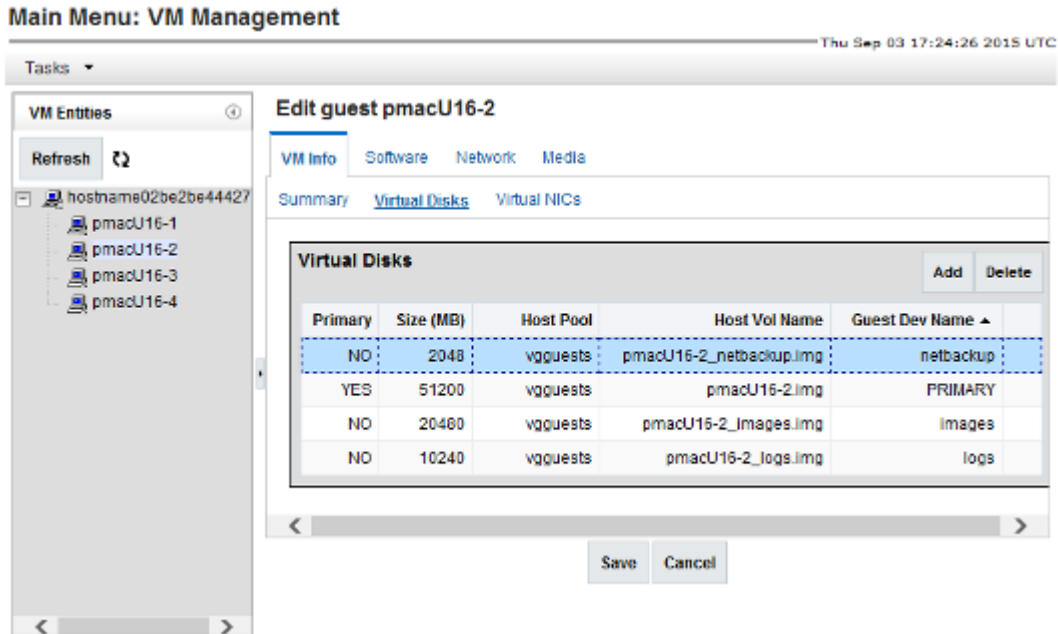 Main Menu: VM Management
Thu Sep 03 17:24:26 2015 UTC
Tasks
VM Entities
Refresh
hostname02be2be44427
pmacU16-1
pmacU16-2
pmacU16-3
pmacU16-4
Edit guest pmacU16-2
VM Info Software Network Media
Summary Virtual Disks Virtual NICs
Virtual Disks Add Delete
Primary Size (MB) Host Pool Host Vol Name Guest Dev Name
NO 2048 vgguests pmacU16-2_netbackup.img netbackup
YES 51200 vgguests pmacU16-2.img PRIMARY
NO 20480 vgguests pmacU16-2_images.img images
NO 10240 vgguests pmacU16-2_logs.img logs
Save Cancel